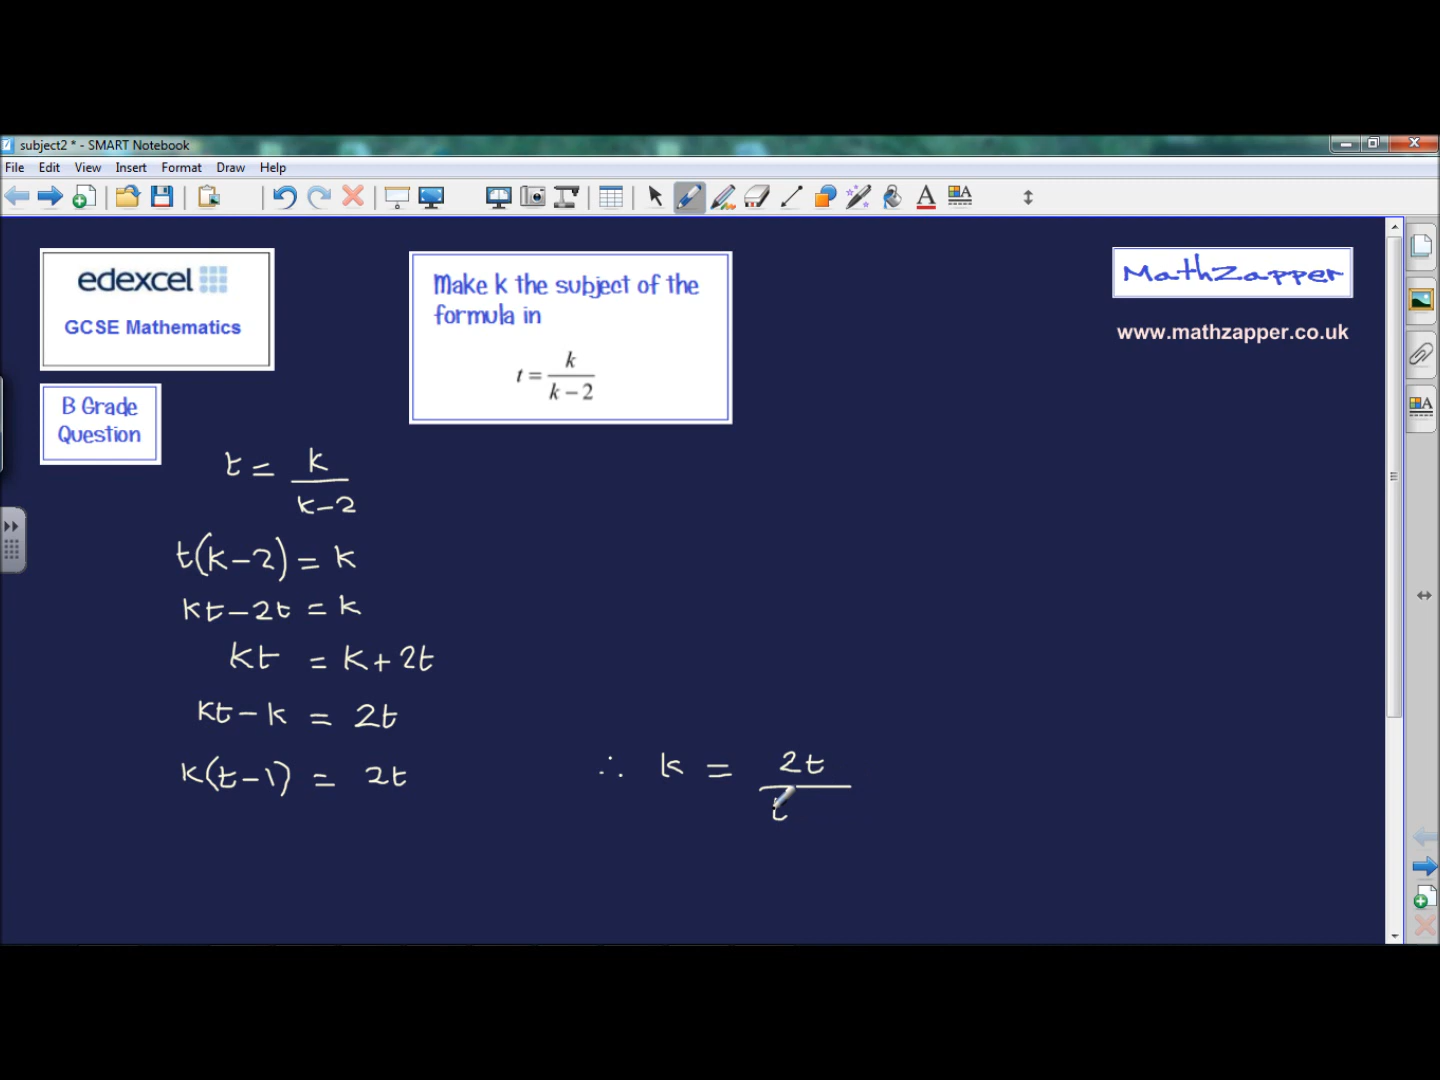 subject2 * - SMART Notebook
File Edit View Insert Format Draw Help
edexcel
GCSE Mathematics
Make k the subject of the
formula in
t = k / k − 2
MathZapper
www.mathzapper.co.uk
B Grade
Question
t = k / k−2
t(k−2) = k
kt−2t = k
kt = k + 2t
kt − k = 2t
k(t−1) = 2t
∴ k = 2t / t